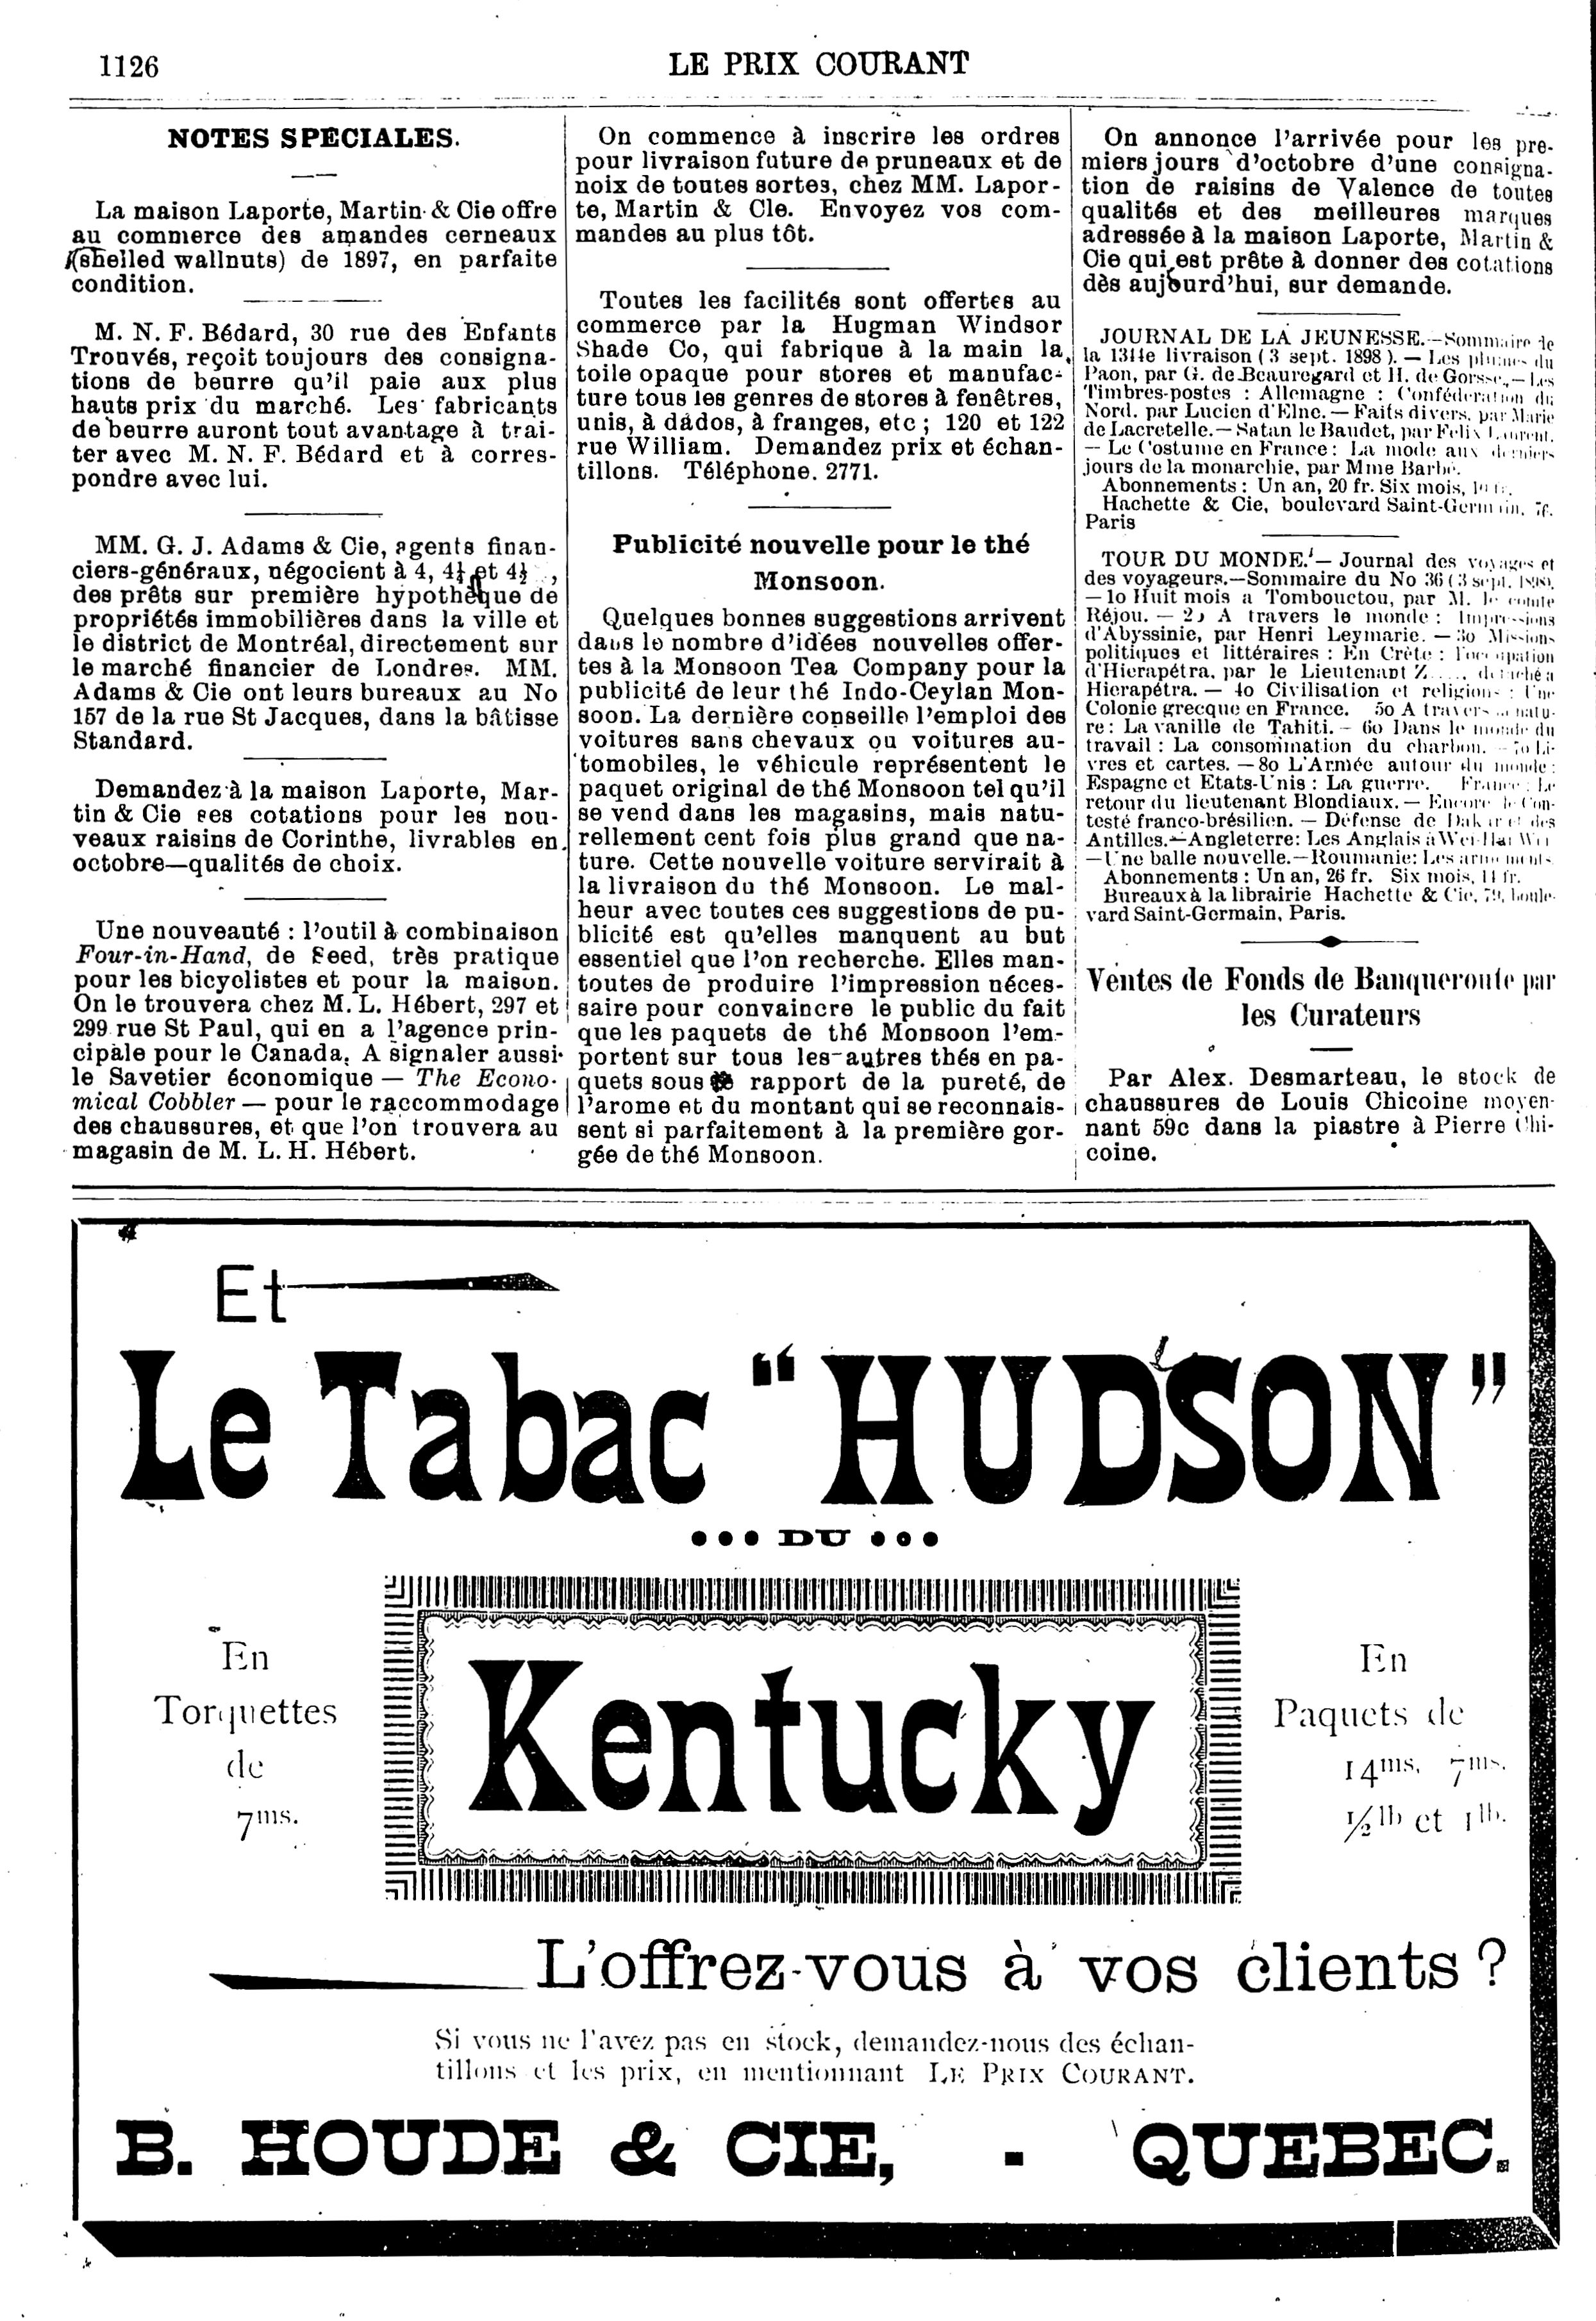 1126
LE PRIX COURANT
NOTES SPECIALES.
La maison Laporte, Martin & Cie offre
au commerce des amandes cerneaux
(shelled wallnuts) de 1897, en parfaite
condition.
M. N. F. Bédard, 30 rue des Enfants
Trouvés, reçoit toujours des consigna-
tions de beurre qu'il paie aux plus
hauts prix du marché. Les fabricants
de beurre auront tout avantage à trai-
ter avec M. N. F. Bédard et à corres-
pondre avec lui.
MM. G. J. Adams & Cie, agents finan-
ciers-généraux, négocient à 4, 4¼ et 4½,
des prêts sur première hypothèque de
propriétés immobilières dans la ville et
le district de Montréal, directement sur
le marché financier de Londres. MM.
Adams & Cie ont leurs bureaux au No
157 de la rue St Jacques, dans la bâtisse
Standard.
Demandez à la maison Laporte, Mar-
tin & Cie ses cotations pour les nou-
veaux raisins de Corinthe, livrables en
octobre—qualités de choix.
Une nouveauté : l'outil à combinaison
Four-in-Hand, de Seed, très pratique
pour les bicyclistes et pour la maison.
On le trouvera chez M. L. Hébert, 297 et
299 rue St Paul, qui en a l'agence prin-
cipale pour le Canada. A signaler aussi
le Savetier économique — The Econo-
mical Cobbler — pour le raccommodage
des chaussures, et que l'on trouvera au
magasin de M. L. H. Hébert.
On commence à inscrire les ordres
pour livraison future de pruneaux et de
noix de toutes sortes, chez MM. Lapor-
te, Martin & Cie. Envoyez vos com-
mandes au plus tôt.
Toutes les facilités sont offertes au
commerce par la Hugman Windsor
Shade Co, qui fabrique à la main la
toile opaque pour stores et manufac-
ture tous les genres de stores à fenêtres,
unis, à dados, à franges, etc ; 120 et 122
rue William. Demandez prix et échan-
tillons. Téléphone. 2771.
Publicité nouvelle pour le thé
Monsoon.
Quelques bonnes suggestions arrivent
dans le nombre d'idées nouvelles offer-
tes à la Monsoon Tea Company pour la
publicité de leur thé Indo-Ceylan Mon-
soon. La dernière conseille l'emploi des
voitures sans chevaux ou voitures au-
tomobiles, le véhicule représentent le
paquet original de thé Monsoon tel qu'il
se vend dans les magasins, mais natu-
rellement cent fois plus grand que na-
ture. Cette nouvelle voiture servirait à
la livraison du thé Monsoon. Le mal-
heur avec toutes ces suggestions de pu-
blicité est qu'elles manquent au but
essentiel que l'on recherche. Elles man-
toutes de produire l'impression néces-
saire pour convaincre le public du fait
que les paquets de thé Monsoon l'em-
portent sur tous les autres thés en pa-
quets sous rapport de la pureté, de
l'arome et du montant qui se reconnais-
sent si parfaitement à la première gor-
gée de thé Monsoon.
On annonce l'arrivée pour les pre-
miers jours d'octobre d'une consigna-
tion de raisins de Valence de toutes
qualités et des meilleures marques
adressée à la maison Laporte, Martin &
Cie qui est prête à donner des cotations
dès aujourd'hui, sur demande.
JOURNAL DE LA JEUNESSE.—Sommaire de
la 1344e livraison (3 sept. 1898). — Les plumes du
Paon, par G. de Beauregard et H. de Gorsse.—Les
Timbres-postes : Allemagne : Conféderation du
Nord. par Lucien d'Elne. — Faits divers. par Marie
de Lacretelle.— Satan le Baudet, par Felix Laurent.
— Le Costume en France : La mode aux derniers
jours de la monarchie, par Mme Barbé.
Abonnements : Un an, 20 fr. Six mois,
Hachette & Cie, boulevard Saint-Germain,
Paris
TOUR DU MONDE.— Journal des voyages et
des voyageurs.—Sommaire du No 36 (3 sept. 1898).
— 1o Huit mois a Tombouctou, par M. le comte
Réjou. — 2o A travers le monde : Impressions
d'Abyssinie, par Henri Leymarie. — 3o Missions
politiques et littéraires : En Crète : l'occupation
d'Hierapétra, par le Lieutenant Z..... détaché à
Hierapétra. — 4o Civilisation et religions : Une
Colonie grecque en France. 5o A travers la natu-
re : La vanille de Tahiti. — 6o Dans le monde du
travail : La consommation du charbon. — 7o Li-
vres et cartes. — 8o L'Armée autour du monde :
Espagne et Etats-Unis : La guerre. France : Le
retour du lieutenant Blondiaux. — Encore le Con-
testé franco-brésilien. — Défense de Dakar et des
Antilles.—Angleterre: Les Anglais à Wei-Hai Wei
—Une balle nouvelle.—Roumanie: Les armements.
Abonnements : Un an, 26 fr. Six mois, 14 fr.
Bureaux à la librairie Hachette & Cie, 79, boule-
vard Saint-Germain, Paris.
Ventes de Fonds de Banqueroute par
les Curateurs
Par Alex. Desmarteau, le stock de
chaussures de Louis Chicoine moyen-
nant 59c dans la piastre à Pierre Chi-
coine.
Et
Le Tabac "HUDSON"
••• DU •••
Kentucky
En
Torquettes
de
7ms.
En
Paquets de
14ms. 7ms.
½lb et 1lb.
L'offrez-vous à vos clients ?
Si vous ne l'avez pas en stock, demandez-nous des échan-
tillons et les prix, en mentionnant LE PRIX COURANT.
B. HOUDE & CIE, - QUEBEC.